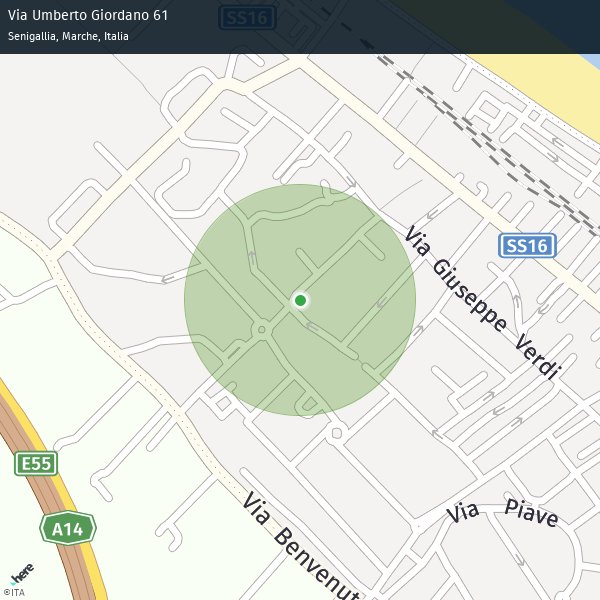 Via Umberto Giordano 61
Senigallia, Marche, Italia
SS16
SS16
Via Giuseppe Verdi
E55
A14
Via Piave
Via Benvenut
here
©ITA